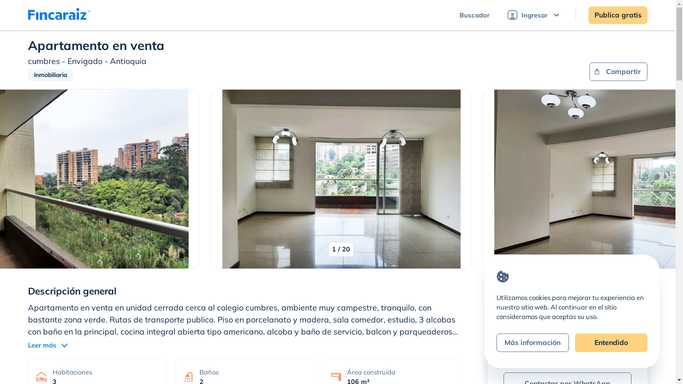 Fincaraiz
Buscador
Ingresar
Publica gratis
Apartamento en venta
cumbres - Envigado - Antioquia
Inmobiliaria
Compartir
1 / 20
Descripción general
Apartamento en venta en unidad cerrada cerca al colegio cumbres, ambiente muy campestre, tranquilo, con
bastante zona verde. Rutas de transporte publico. Piso en porcelanato y madera, sala comedor, estudio, 3 alcobas
con baño en la principal, cocina integral abierta tipo americano, alcoba y baño de servicio, balcon y parqueaderos...
Leer más
Habitaciones
3
Baños
2
Área construida
106 m²
Utilizamos cookies para mejorar tu experiencia en
nuestro sitio web. Al continuar en el sitio
consideramos que aceptas su uso.
Más información
Entendido
Contactar por WhatsApp